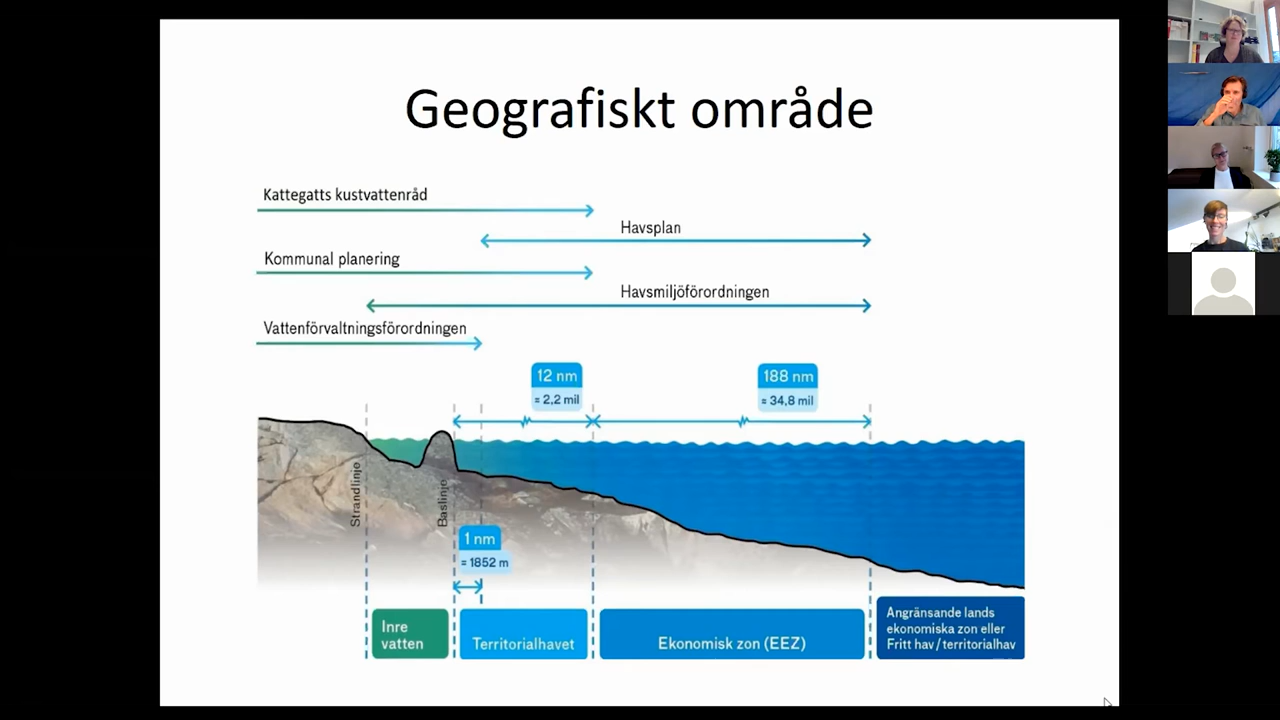 Geografiskt område
Kattegatts kustvattenråd
Havsplan
Kommunal planering
Havsmiljöförordningen
Vattenförvaltningsförordningen
12 nm
= 2,2 mil
188 nm
= 34,8 mil
Strandlinje
Baslinje
1 nm
= 1852 m
Inre
vatten
Territorialhavet
Ekonomisk zon (EEZ)
Angränsande lands
ekonomiska zon eller
Fritt hav / territorialhav